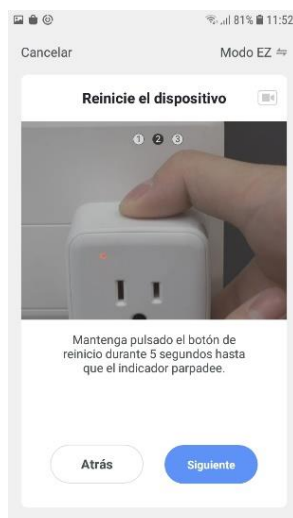 81% 11:52
Cancelar Modo EZ
Reinicie el dispositivo
1 2 3
Mantenga pulsado el botón de
reinicio durante 5 segundos hasta
que el indicador parpadee.
Atrás Siguiente